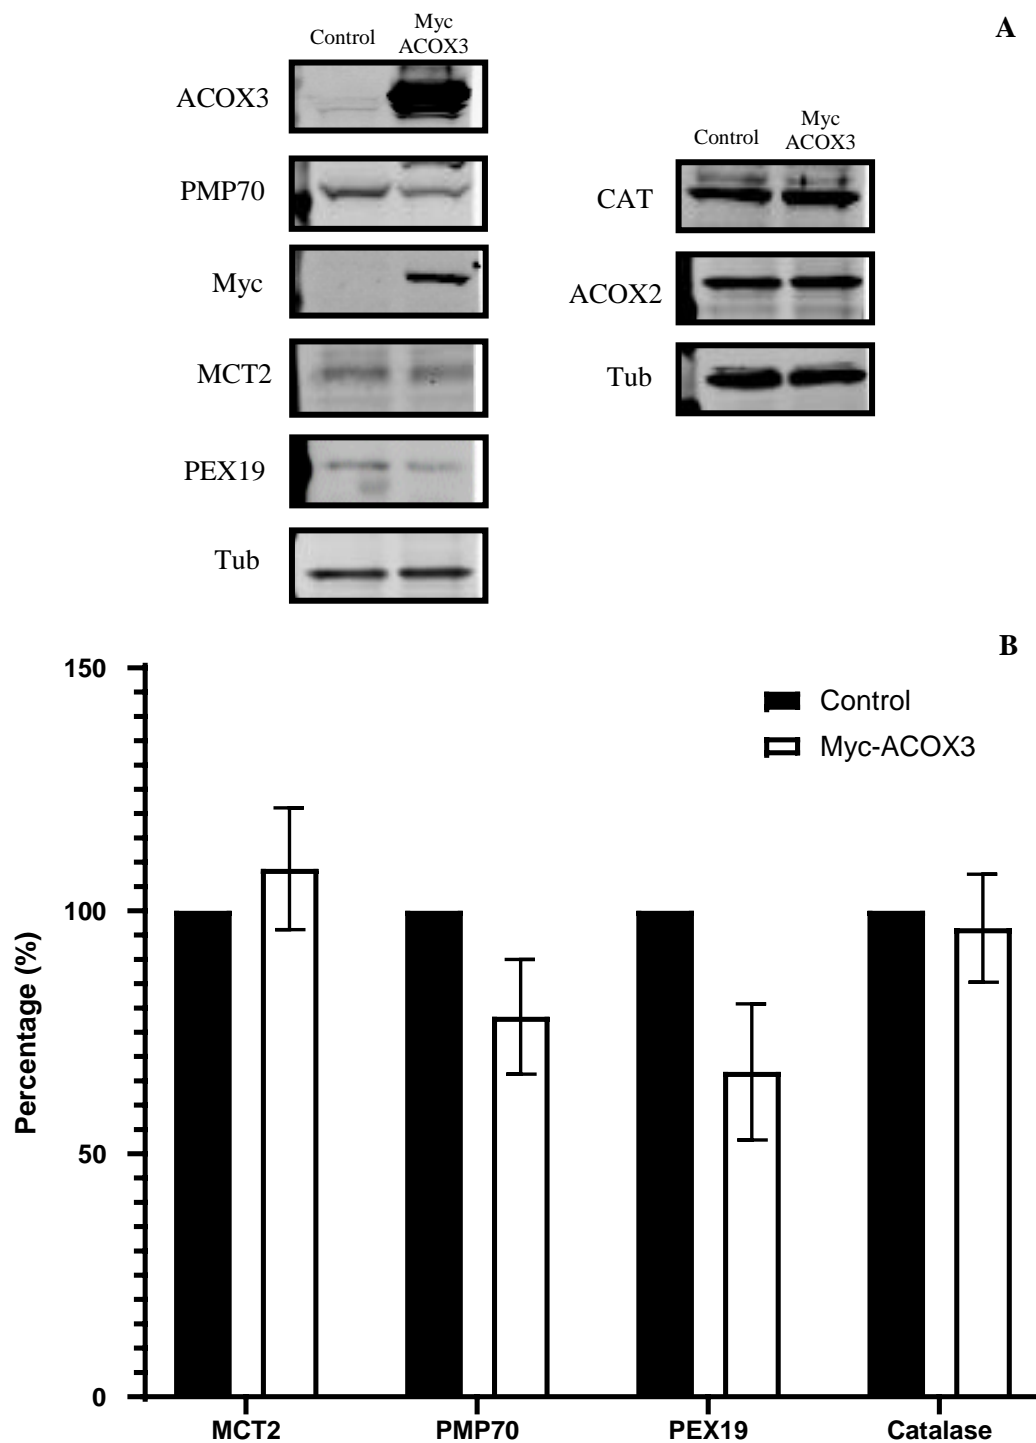 A
Control
Myc
ACOX3
ACOX3
PMP70
Myc
MCT2
PEX19
Tub
Control
Myc
ACOX3
CAT
ACOX2
Tub
B
Control
Myc-ACOX3
Percentage (%)
150
100
50
0
MCT2 PMP70 PEX19 Catalase